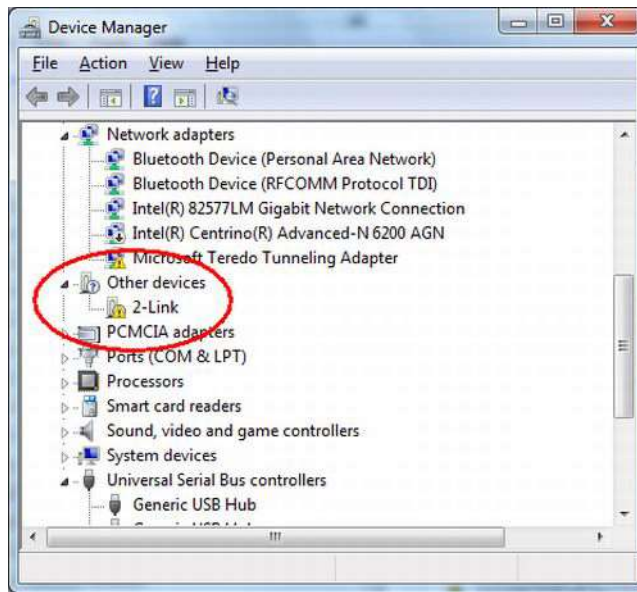 Device Manager
File Action View Help
Network adapters
Bluetooth Device (Personal Area Network)
Bluetooth Device (RFCOMM Protocol TDI)
Intel(R) 82577LM Gigabit Network Connection
Intel(R) Centrino(R) Advanced-N 6200 AGN
Microsoft Teredo Tunneling Adapter
Other devices
2-Link
PCMCIA adapters
Ports (COM & LPT)
Processors
Smart card readers
Sound, video and game controllers
System devices
Universal Serial Bus controllers
Generic USB Hub